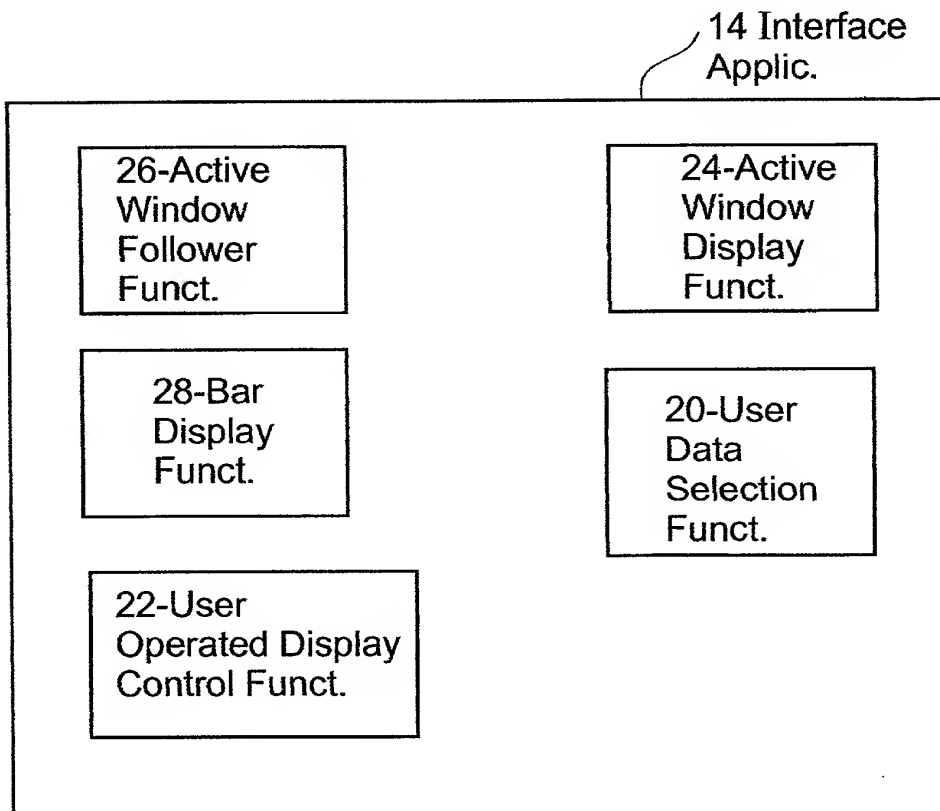 14 Interface
Applic.
26-Active
Window
Follower
Funct.
24-Active
Window
Display
Funct.
28-Bar
Display
Funct.
20-User
Data
Selection
Funct.
22-User
Operated Display
Control Funct.